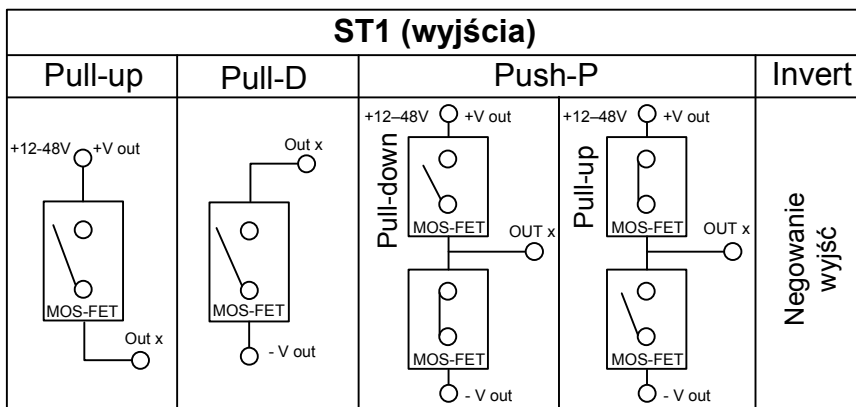 ST1 (wyjścia)
Pull-up
Pull-D
Push-P
Invert
+12-48V
+V out
MOS-FET
Out x
Out x
MOS-FET
- V out
+12–48V
+V out
Pull-down
MOS-FET
OUT x
MOS-FET
- V out
+12–48V
+V out
Pull-up
MOS-FET
OUT x
MOS-FET
- V out
Negowanie
wyjść